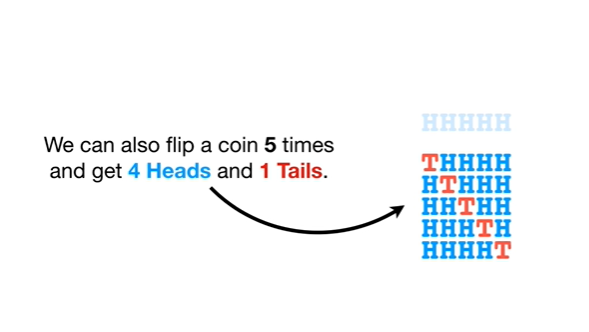 HHHHH
We can also flip a coin 5 times
and get 4 Heads and 1 Tails.
THHHH
HTHHH
HHTHH
HHHTH
HHHHT